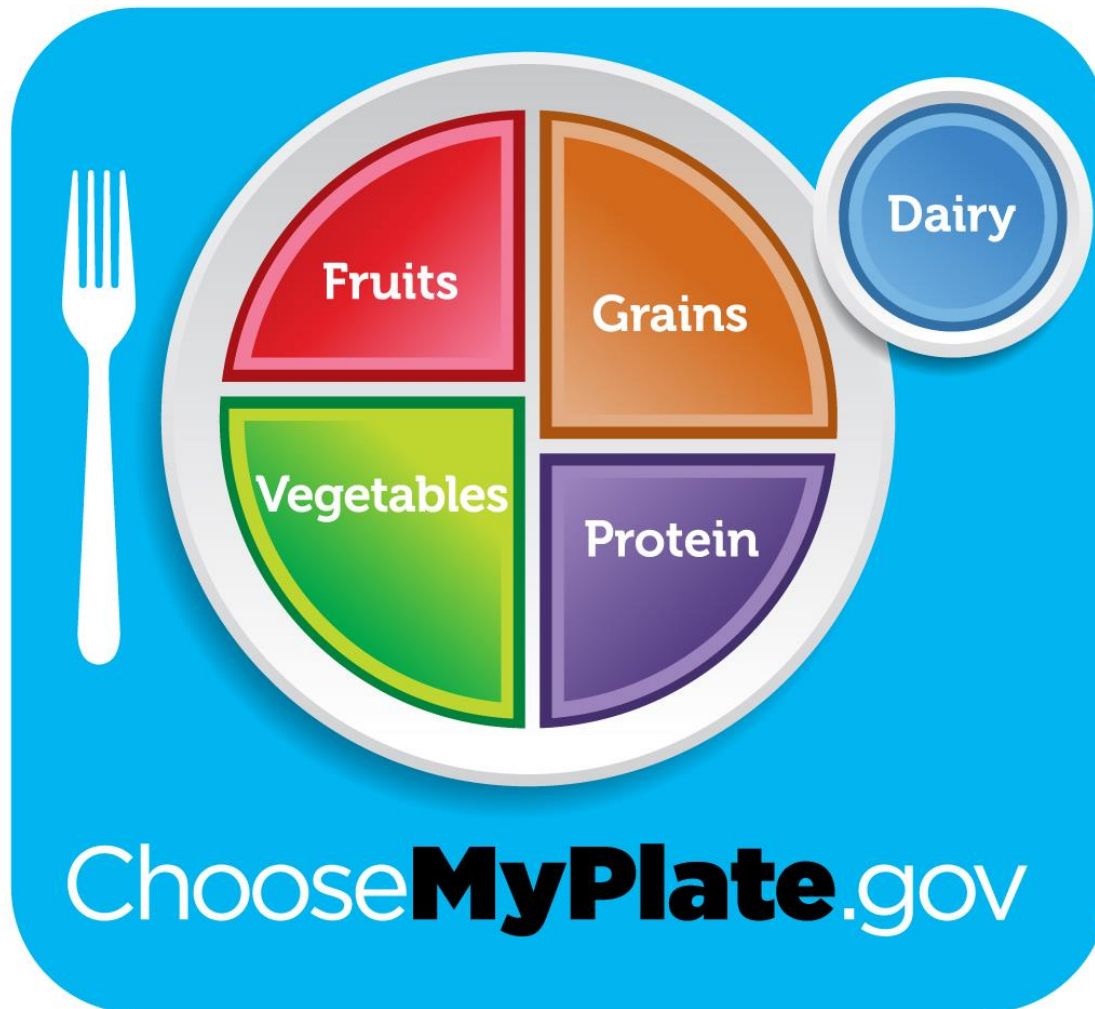 Fruits
Grains
Dairy
Vegetables
Protein
ChooseMyPlate.gov